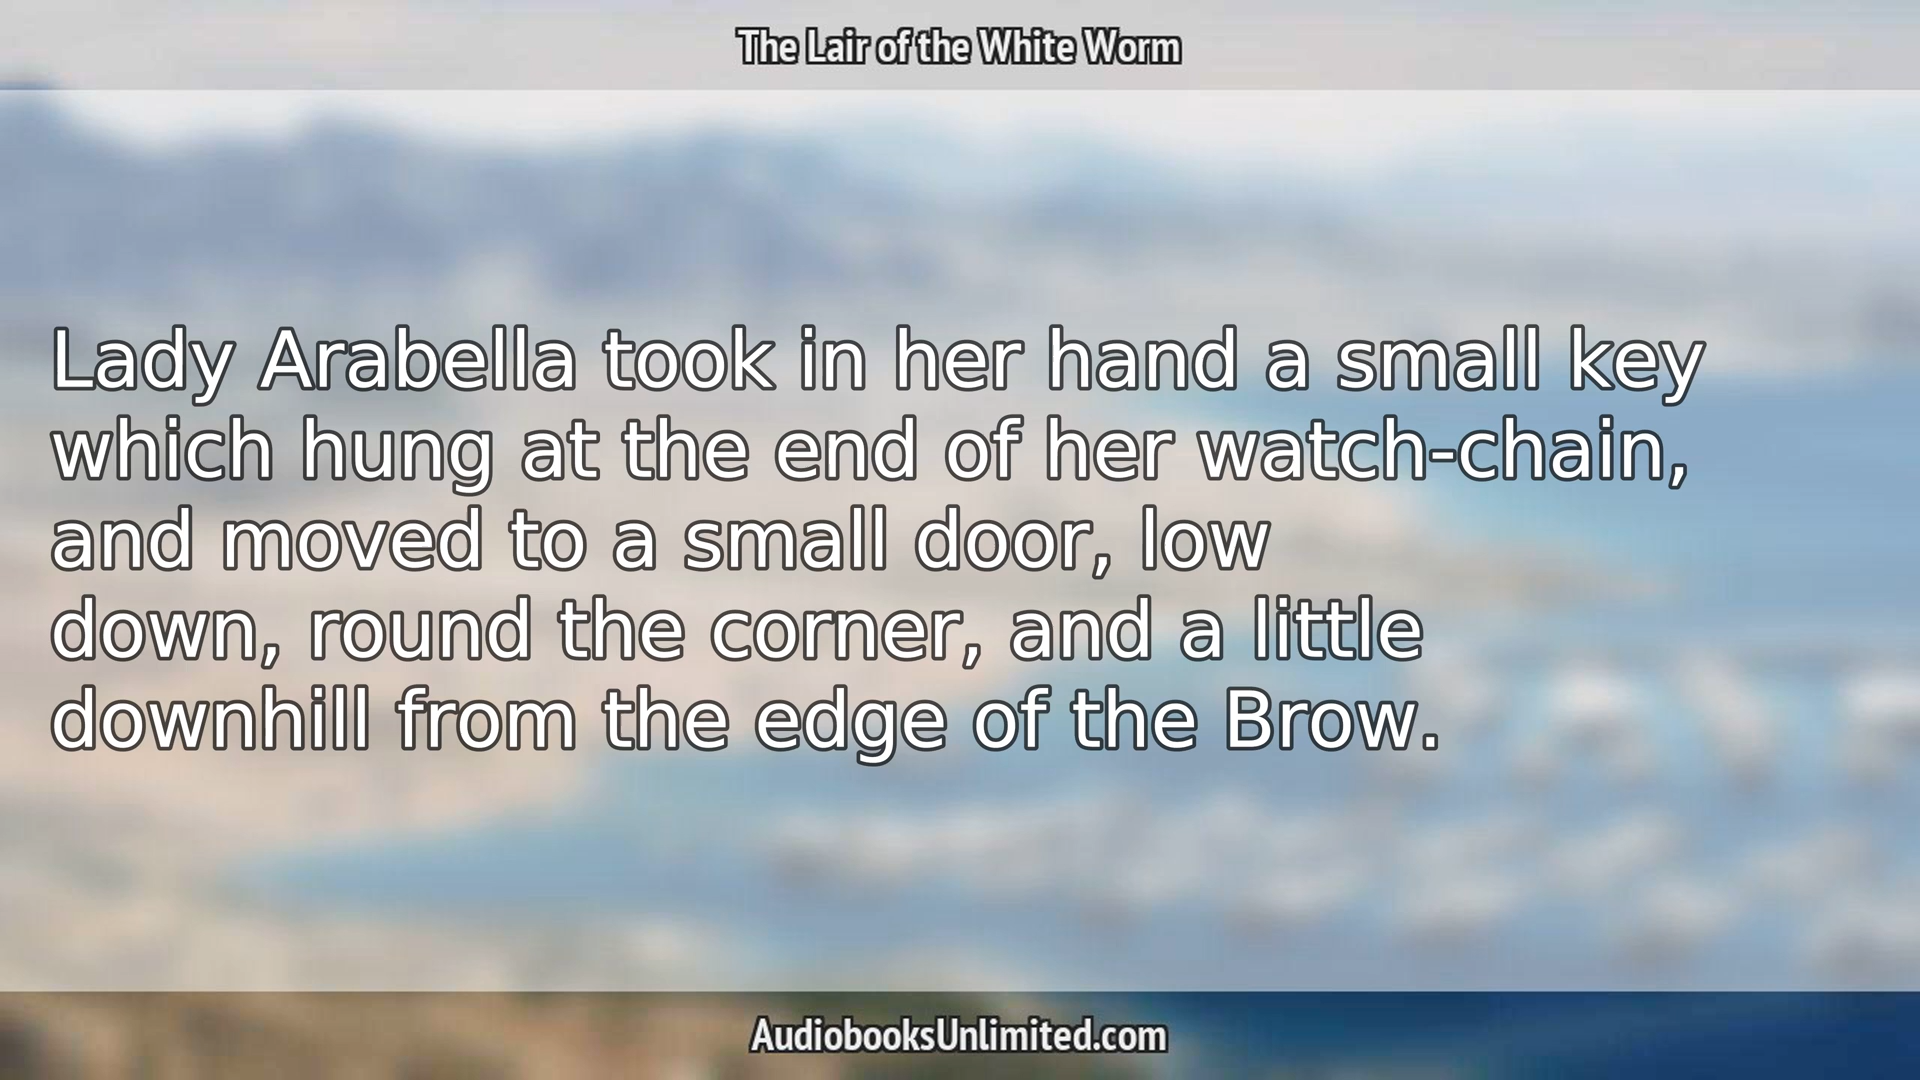 The Lair of the White Worm
Lady Arabella took in her hand a small key
which hung at the end of her watch-chain,
and moved to a small door, low
down, round the corner, and a little
downhill from the edge of the Brow.
AudiobooksUnlimited.com